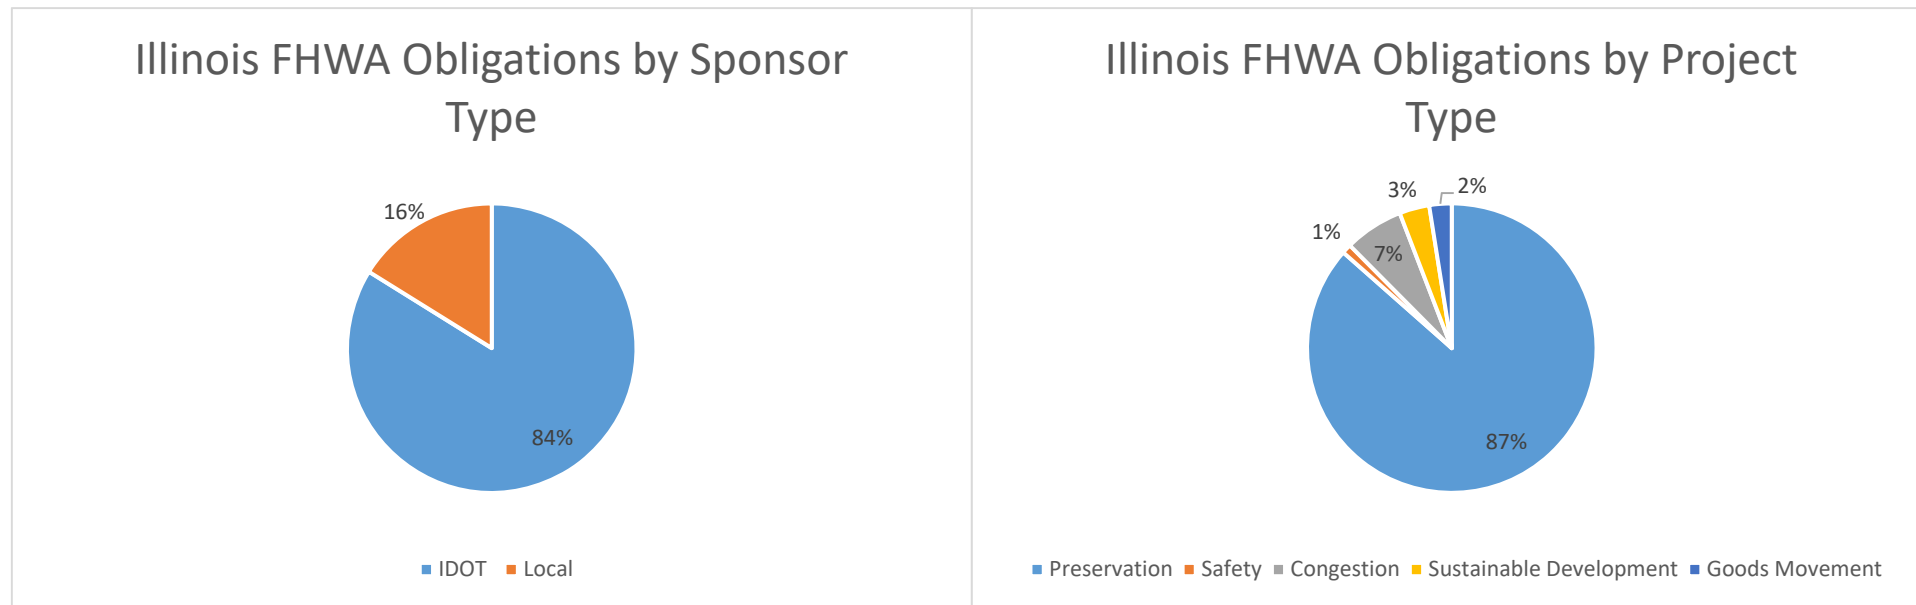 Illinois FHWA Obligations by Sponsor
Type
16%
84%
IDOT Local
Illinois FHWA Obligations by Project
Type
3%
2%
1%
7%
87%
Preservation Safety Congestion Sustainable Development Goods Movement